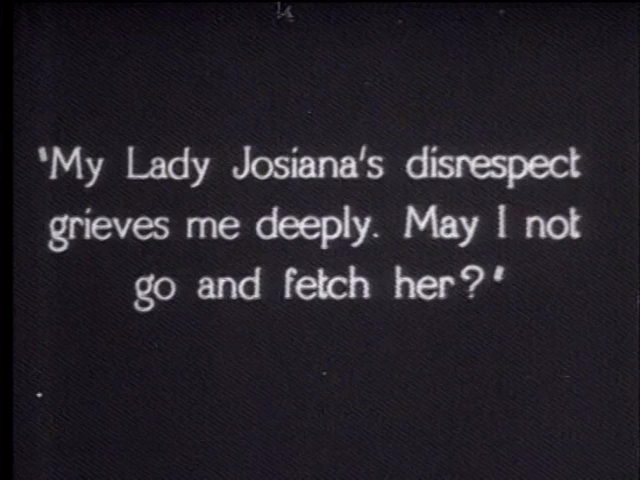 'My Lady Josiana's disrespect
grieves me deeply. May I not
go and fetch her?'